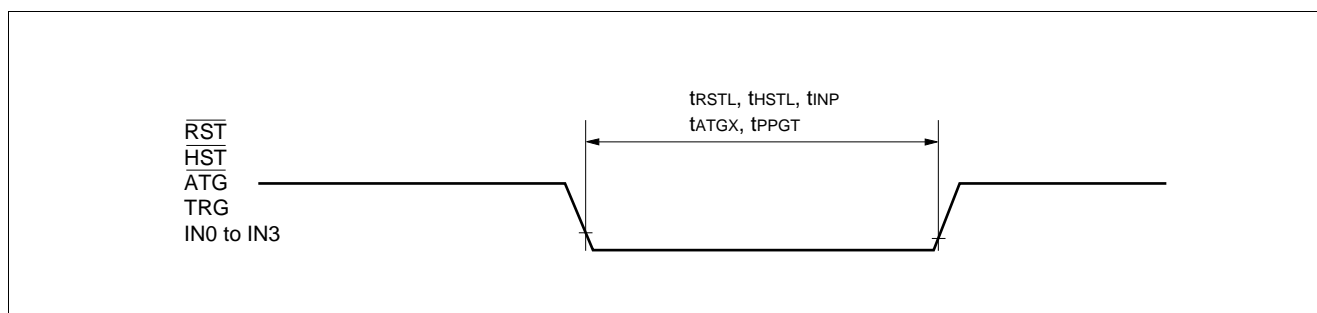 tRSTL, tHSTL, tINP
tATGX, tPPGT
RST
HST
ATG
TRG
IN0 to IN3